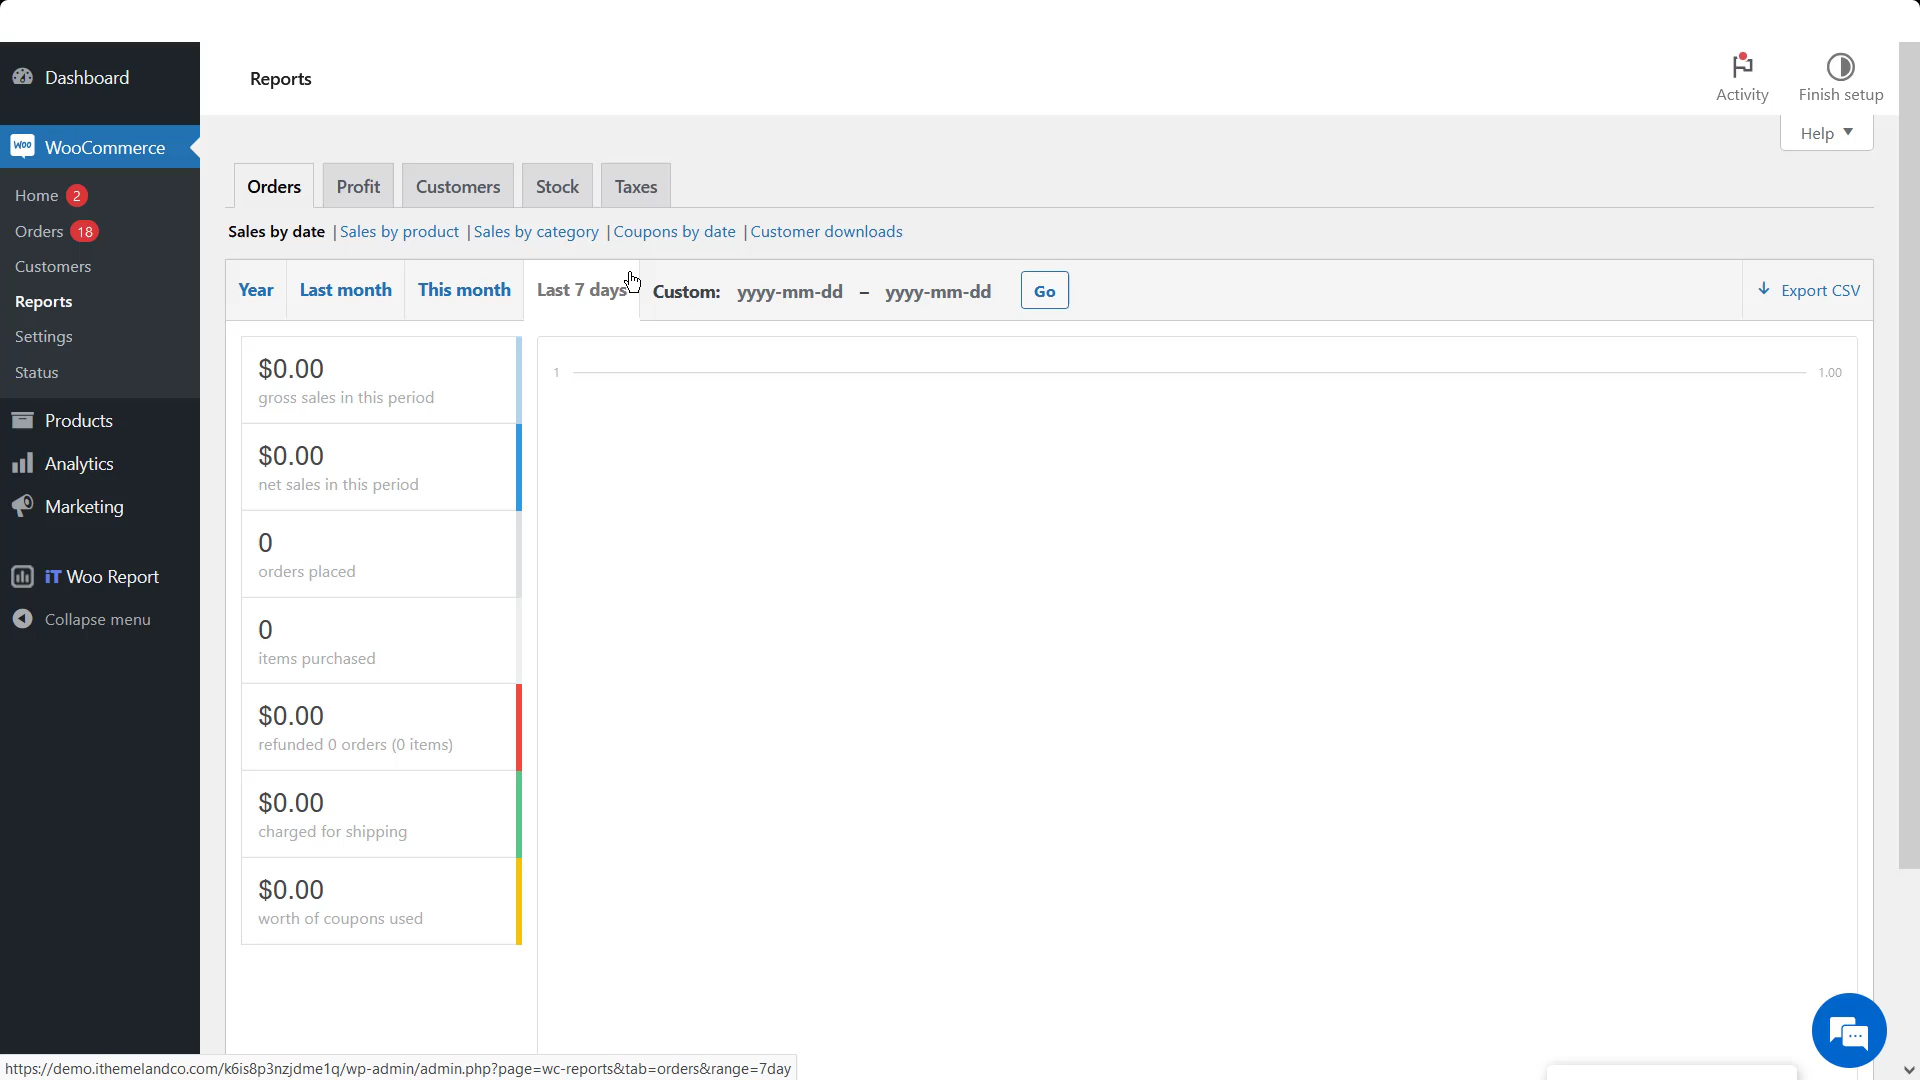 Dashboard
Reports
Activity
Finish setup
Help
WooCommerce
Home 2
Orders 18
Customers
Reports
Settings
Status
Products
Analytics
Marketing
iT Woo Report
Collapse menu
Orders Profit Customers Stock Taxes
Sales by date | Sales by product | Sales by category | Coupons by date | Customer downloads
Year Last month This month Last 7 days Custom: yyyy-mm-dd – yyyy-mm-dd Go Export CSV
$0.00
gross sales in this period
$0.00
net sales in this period
0
orders placed
0
items purchased
$0.00
refunded 0 orders (0 items)
$0.00
charged for shipping
$0.00
worth of coupons used
1 1.00
https://demo.ithemelandco.com/k6is8p3nzjdme1q/wp-admin/admin.php?page=wc-reports&tab=orders&range=7day